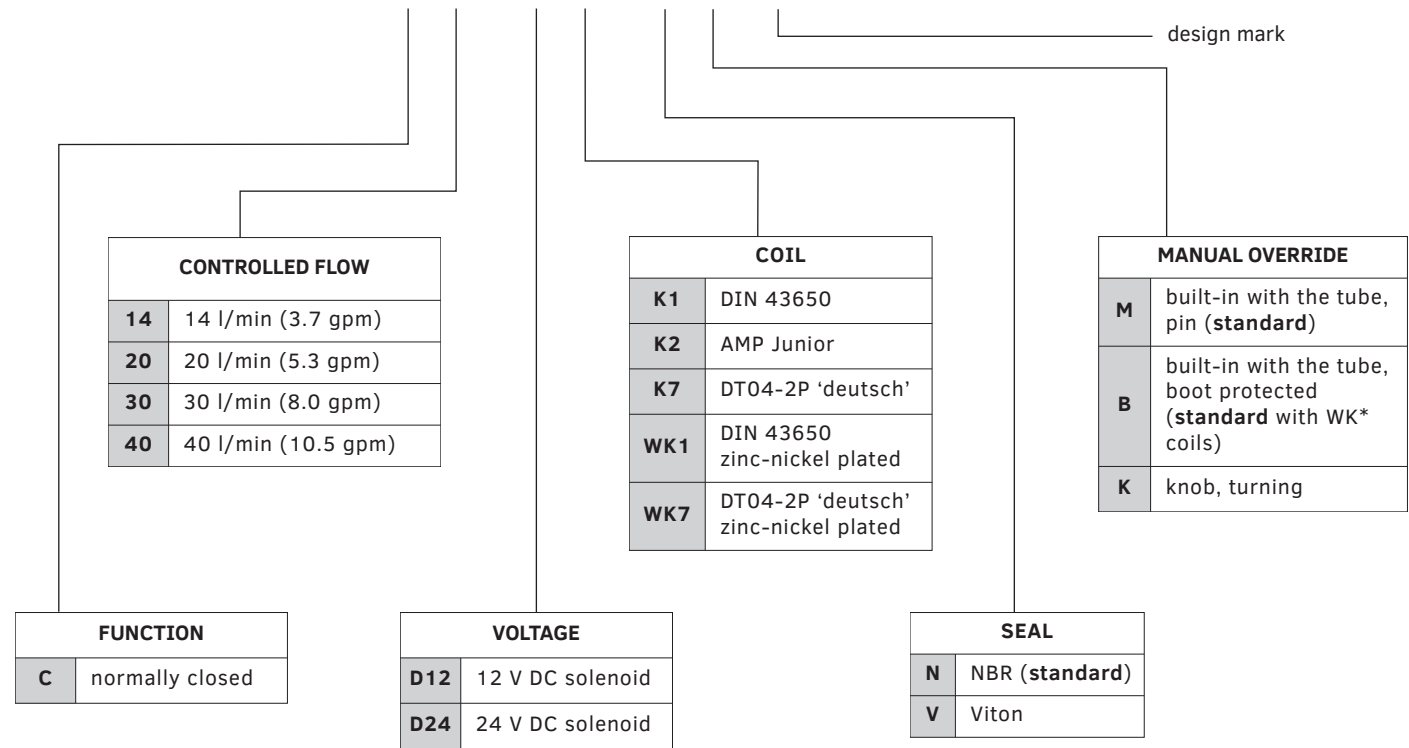 design mark
CONTROLLED FLOW
14 14 l/min (3.7 gpm)
20 20 l/min (5.3 gpm)
30 30 l/min (8.0 gpm)
40 40 l/min (10.5 gpm)
COIL
K1 DIN 43650
K2 AMP Junior
K7 DT04-2P ‘deutsch’
WK1 DIN 43650
zinc-nickel plated
WK7 DT04-2P ‘deutsch’
zinc-nickel plated
MANUAL OVERRIDE
M built-in with the tube,
pin (standard)
B built-in with the tube,
boot protected
(standard with WK*
coils)
K knob, turning
FUNCTION
C normally closed
VOLTAGE
D12 12 V DC solenoid
D24 24 V DC solenoid
SEAL
N NBR (standard)
V Viton